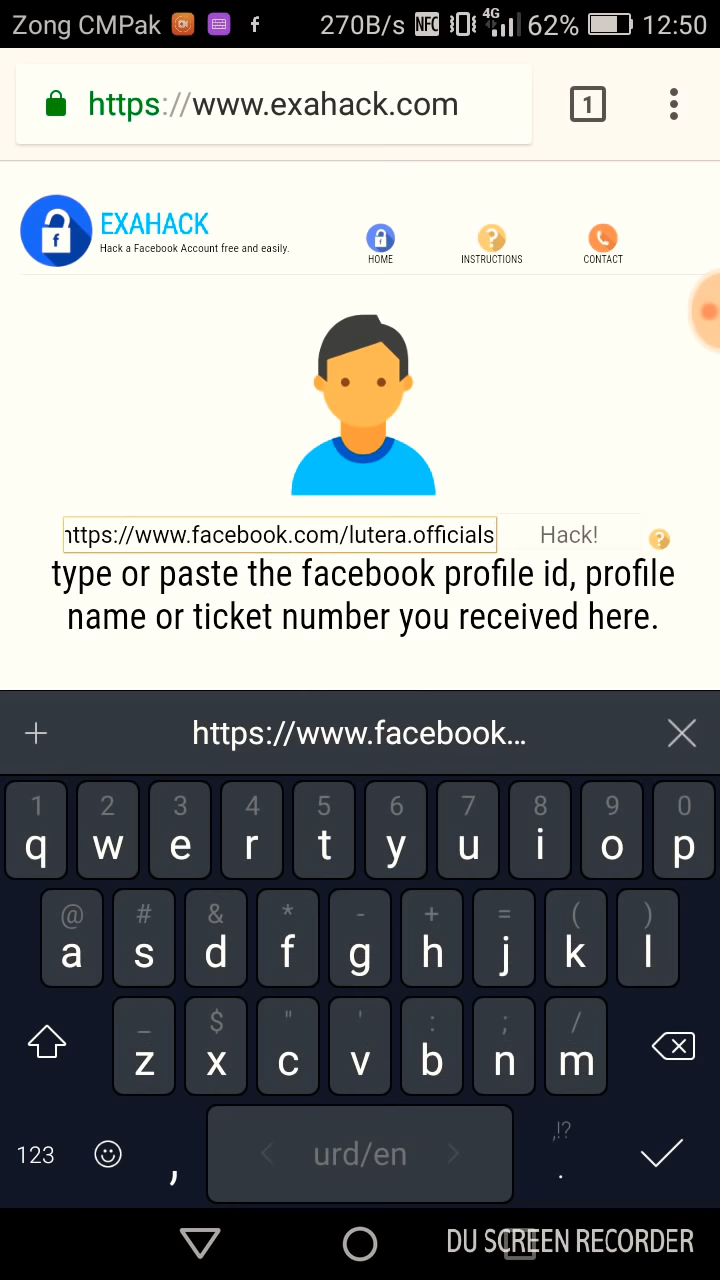 Zong CMPak f 270B/s NFC 4G 62% 12:50
https://www.exahack.com 1
f EXAHACK
Hack a Facebook Account free and easily.
HOME ? INSTRUCTIONS CONTACT
https://www.facebook.com/lutera.officials Hack! ?
type or paste the facebook profile id, profile
name or ticket number you received here.
+ https://www.facebook...
1 2 3 4 5 6 7 8 9 0
q w e r t y u i o p
@ # & * - + = ( )
a s d f g h j k l
_ $ " ' : ; /
z x c v b n m
123 , < urd/en > ,!? .
DU SCREEN RECORDER